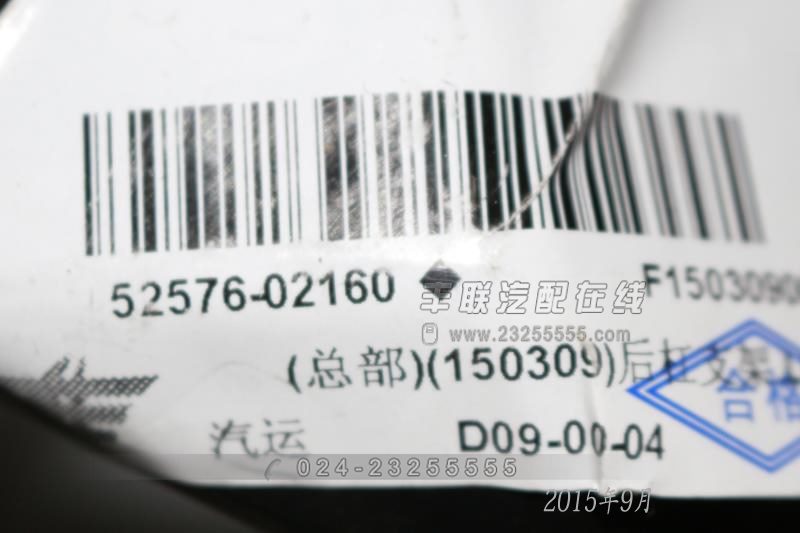 52576-02160 ◆ F1503090
车联汽配在线
www.23255555.com
(总部)(150309)后杠支架
合格
汽运 D09-00-04
024-23255555
2015年9月